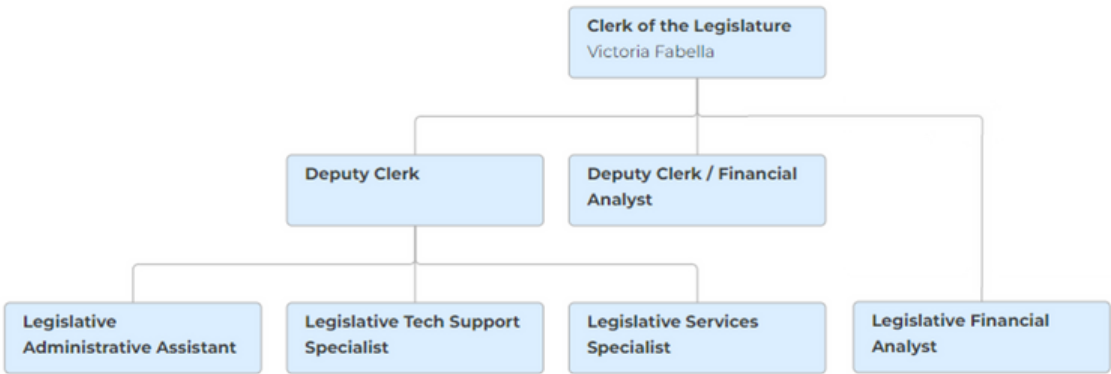 Clerk of the Legislature
Victoria Fabella
Deputy Clerk
Deputy Clerk / Financial
Analyst
Legislative
Administrative Assistant
Legislative Tech Support
Specialist
Legislative Services
Specialist
Legislative Financial
Analyst